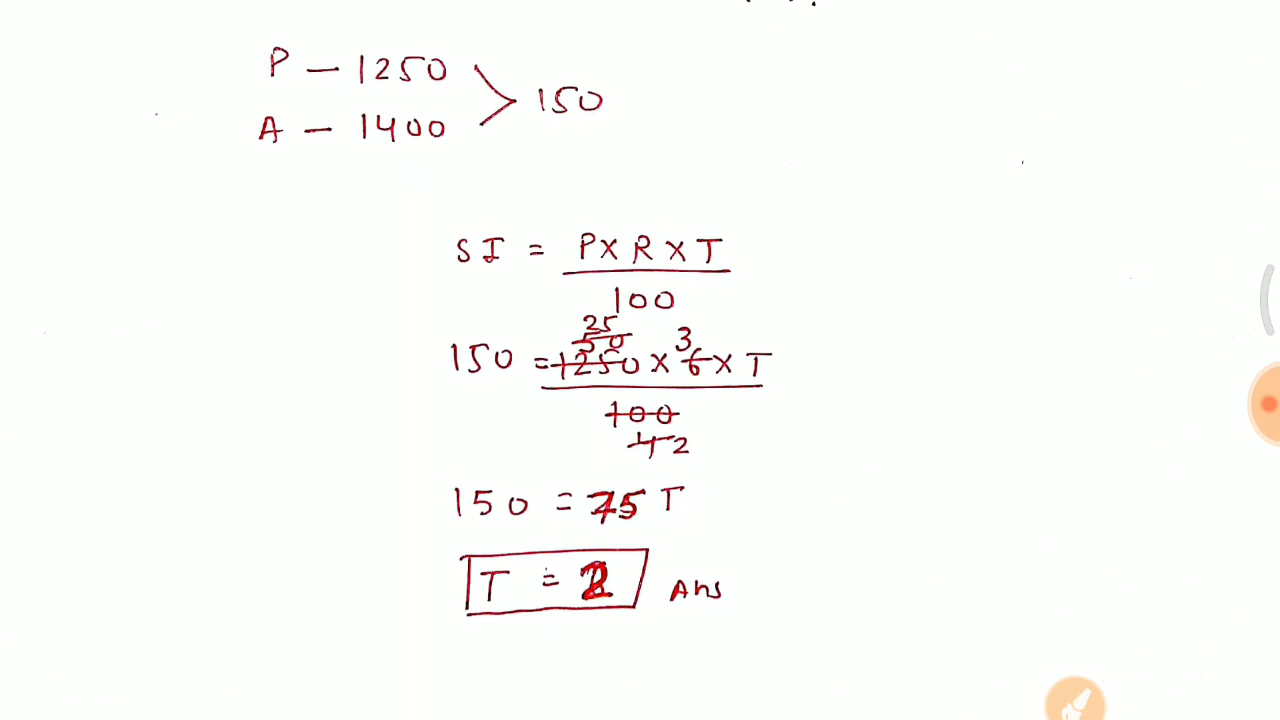 P – 1250
A – 1400
> 150
SI = P X R X T
100
25
50 3
150 = 1250 X 6 X T
100
4 2
150 = 75 T
T = 2 Ans